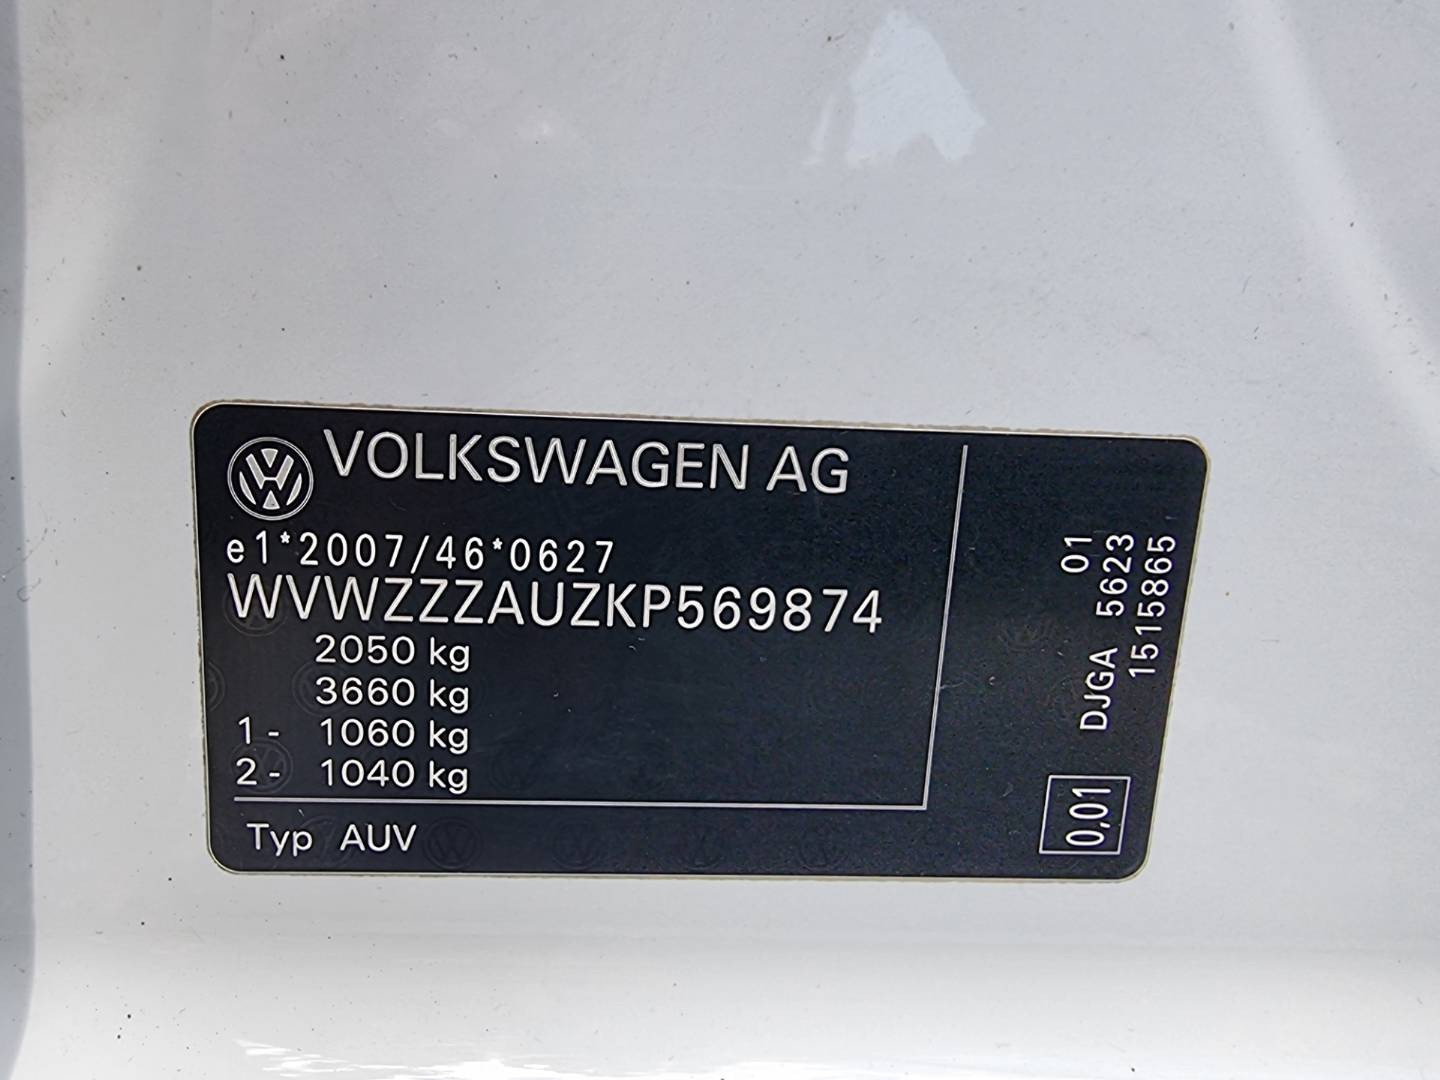 VOLKSWAGEN AG
e1*2007/46*0627
WVWZZZAUZKP569874
2050 kg
3660 kg
1- 1060 kg
2- 1040 kg
Typ AUV
01
DJGA 5623
1515865
0,01